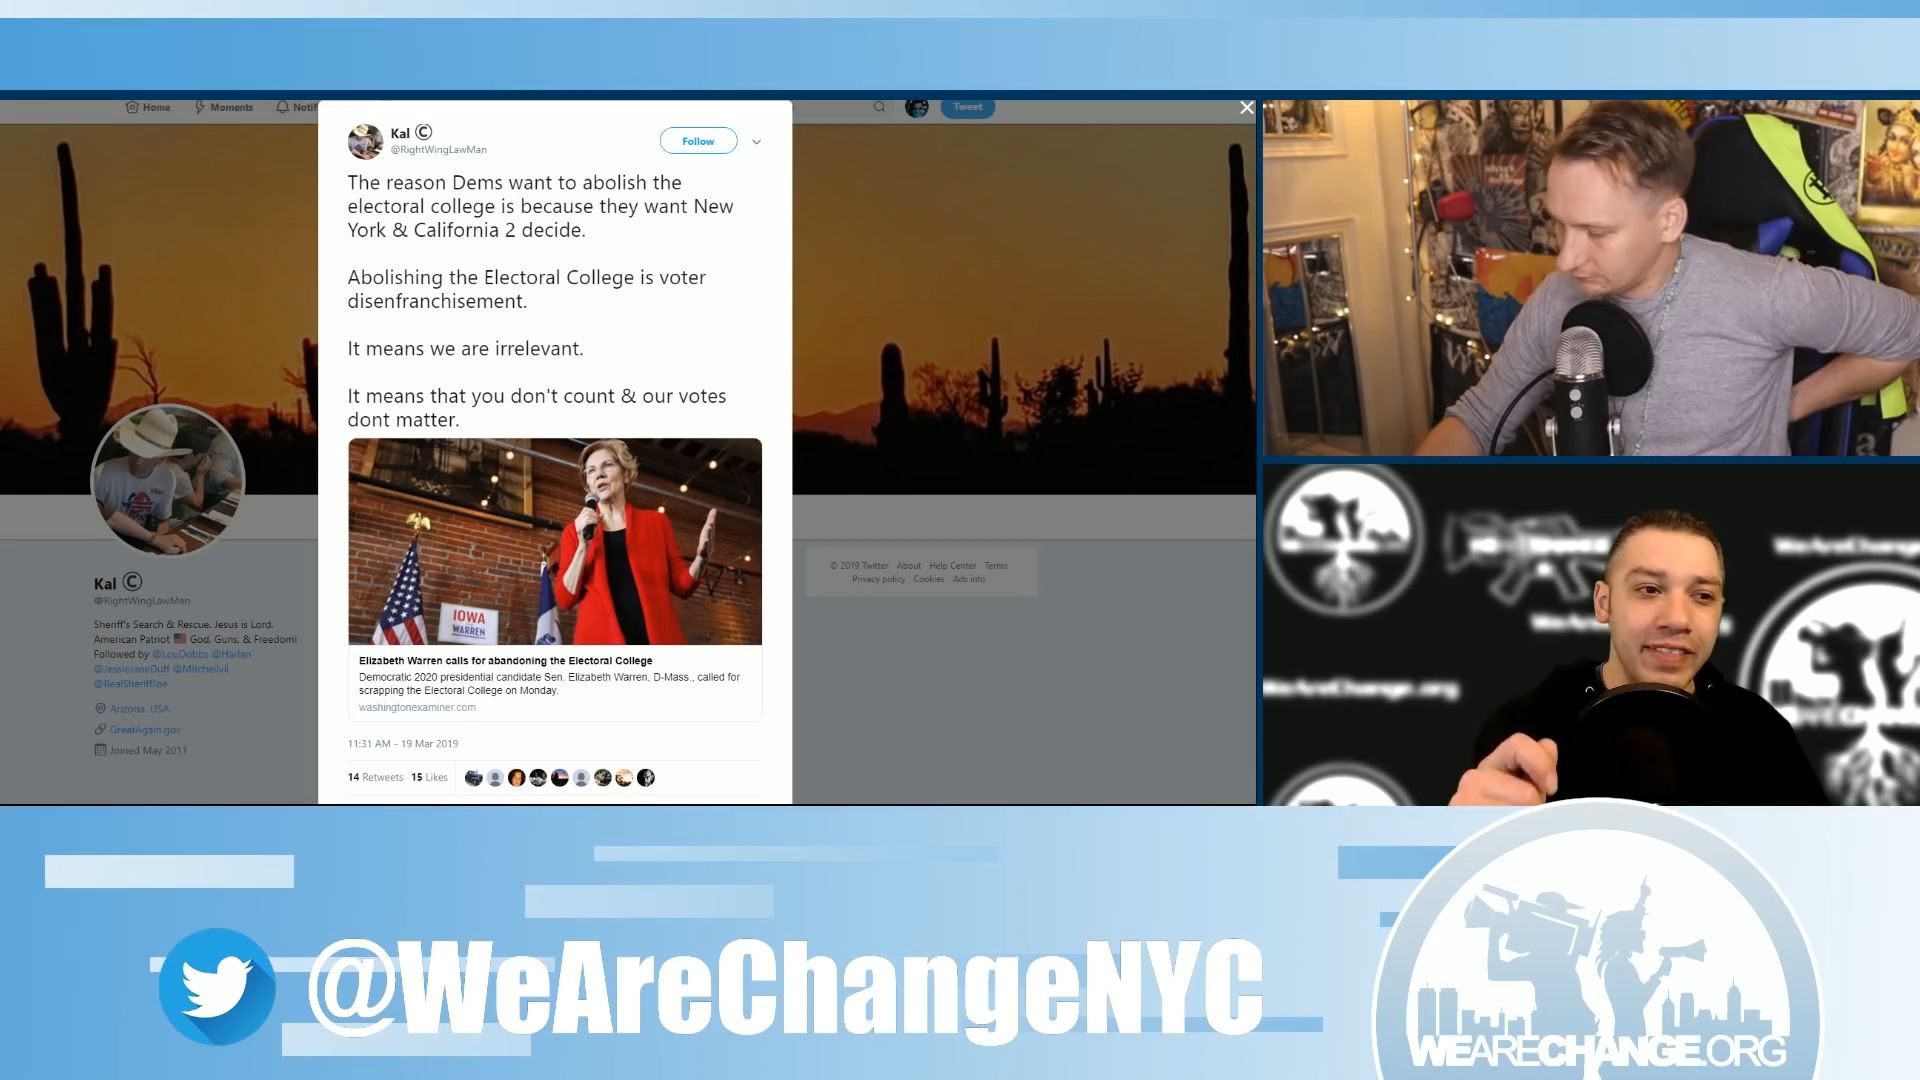 Home
Moments
Notif
Tweet
Kal ©
@RightWingLawMan
Follow
The reason Dems want to abolish the
electoral college is because they want New
York & California 2 decide.
Abolishing the Electoral College is voter
disenfranchisement.
It means we are irrelevant.
It means that you don't count & our votes
dont matter.
IOWA
WARREN
Elizabeth Warren calls for abandoning the Electoral College
Democratic 2020 presidential candidate Sen. Elizabeth Warren, D-Mass., called for
scrapping the Electoral College on Monday.
washingtonexaminer.com
11:31 AM - 19 Mar 2019
14 Retweets 15 Likes
Kal ©
@RightWingLawMan
Sheriff's Search & Rescue. Jesus is Lord.
American Patriot God, Guns, & Freedom!
Followed by @LouDobbs @Harlan
@JessieJaneDuff @Mitchellvii
@RealSheriffJoe
Arizona, USA
GreatAgain.gov
Joined May 2011
© 2019 Twitter About Help Center Terms
Privacy policy Cookies Ads info
WeAreChange
WeAreChange.org
@WeAreChangeNYC
WEARECHANGE.ORG